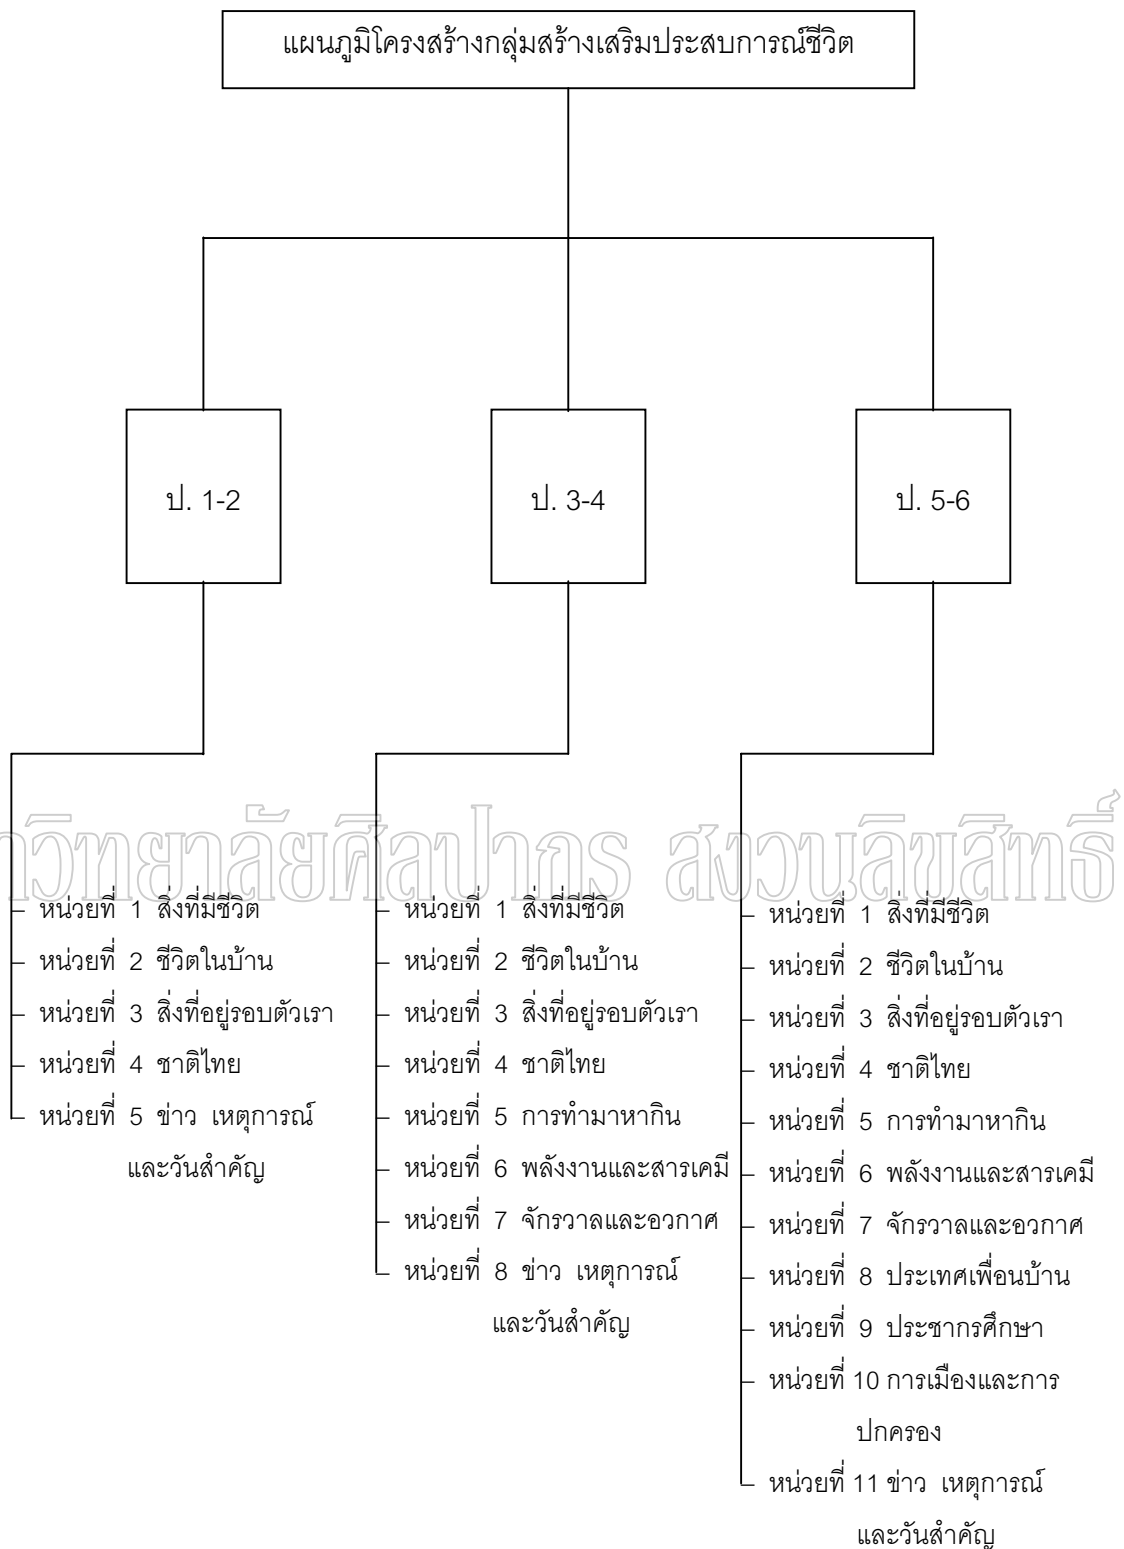 แผนภูมิโครงสร้างกลุ่มสร้างเสริมประสบการณ์ชีวิต
ป. 1-2
ป. 3-4
ป. 5-6
หน่วยที่ 1 สิ่งที่มีชีวิต
หน่วยที่ 2 ชีวิตในบ้าน
หน่วยที่ 3 สิ่งที่อยู่รอบตัวเรา
หน่วยที่ 4 ชาติไทย
หน่วยที่ 5 ข่าว เหตุการณ์
และวันสำคัญ
หน่วยที่ 1 สิ่งที่มีชีวิต
หน่วยที่ 2 ชีวิตในบ้าน
หน่วยที่ 3 สิ่งที่อยู่รอบตัวเรา
หน่วยที่ 4 ชาติไทย
หน่วยที่ 5 การทำมาหากิน
หน่วยที่ 6 พลังงานและสารเคมี
หน่วยที่ 7 จักรวาลและอวกาศ
หน่วยที่ 8 ข่าว เหตุการณ์
และวันสำคัญ
หน่วยที่ 1 สิ่งที่มีชีวิต
หน่วยที่ 2 ชีวิตในบ้าน
หน่วยที่ 3 สิ่งที่อยู่รอบตัวเรา
หน่วยที่ 4 ชาติไทย
หน่วยที่ 5 การทำมาหากิน
หน่วยที่ 6 พลังงานและสารเคมี
หน่วยที่ 7 จักรวาลและอวกาศ
หน่วยที่ 8 ประเทศเพื่อนบ้าน
หน่วยที่ 9 ประชากรศึกษา
หน่วยที่ 10 การเมืองและการ
ปกครอง
หน่วยที่ 11 ข่าว เหตุการณ์
และวันสำคัญ
าวิทยาลัยศิลปากร สงวนลิขสิทธิ์